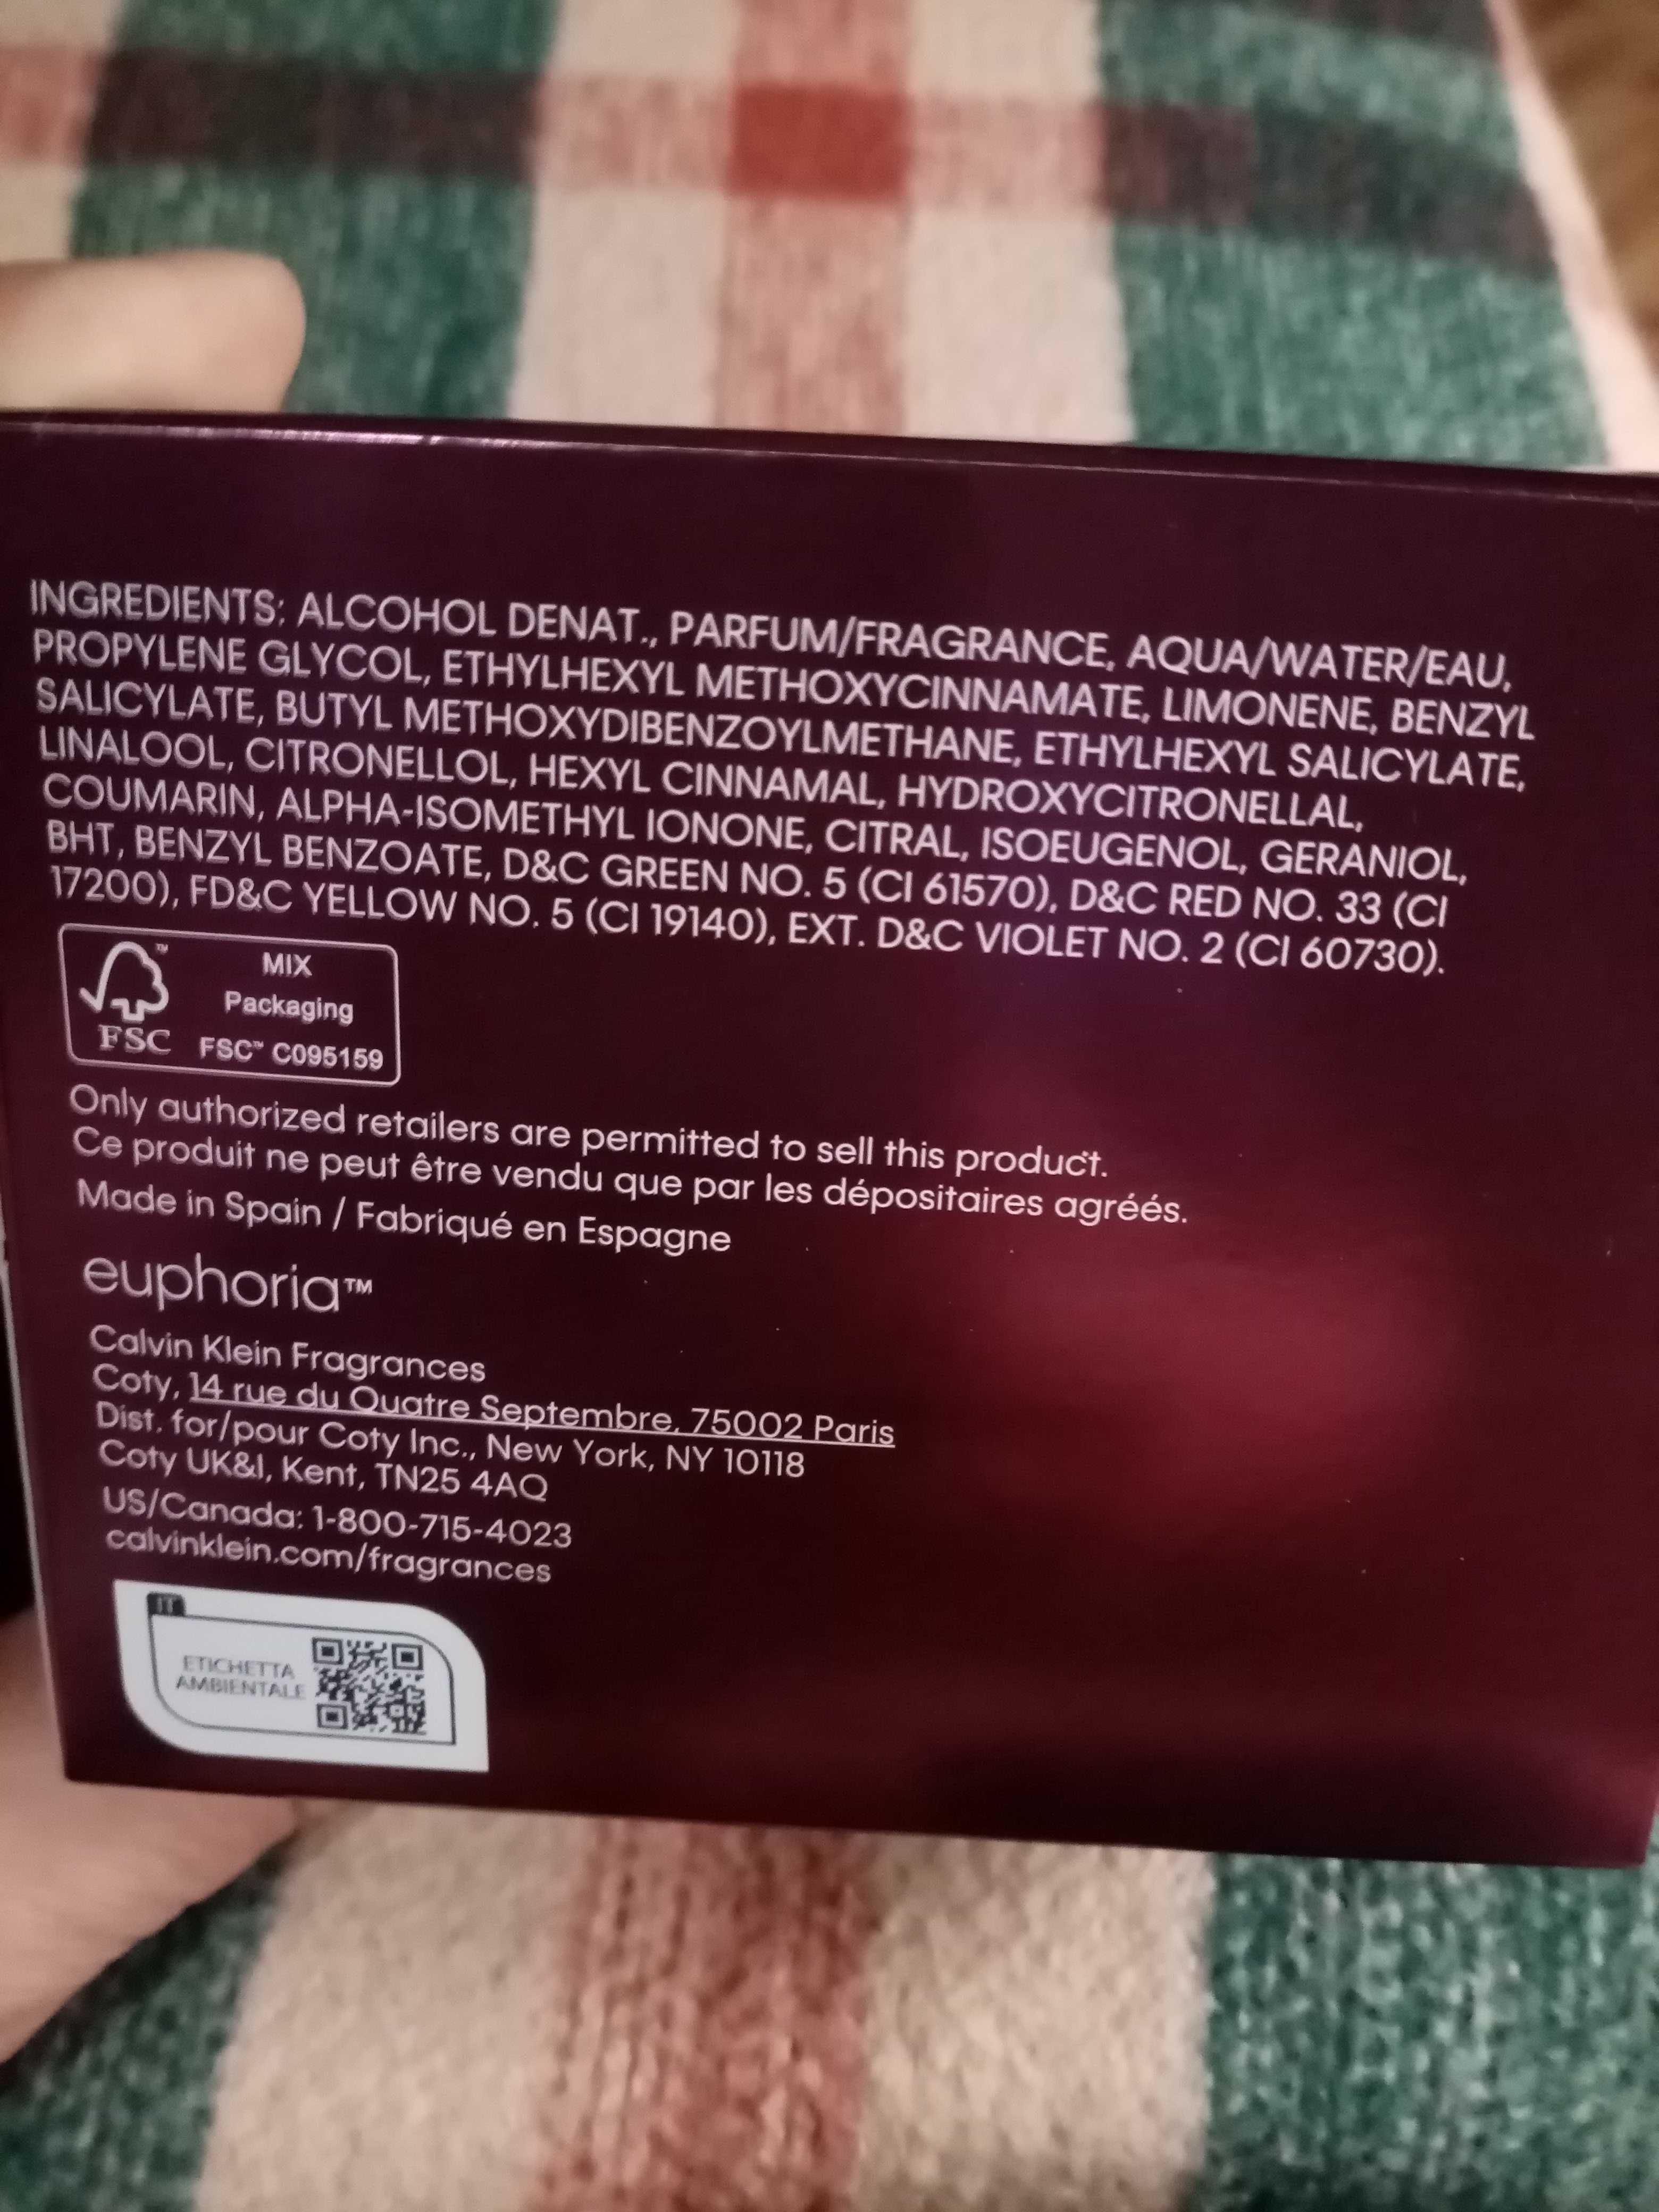 INGREDIENTS: ALCOHOL DENAT., PARFUM/FRAGRANCE, AQUA/WATER/EAU,
PROPYLENE GLYCOL, ETHYLHEXYL METHOXYCINNAMATE, LIMONENE, BENZYL
SALICYLATE, BUTYL METHOXYDIBENZOYLMETHANE, ETHYLHEXYL SALICYLATE,
LINALOOL, CITRONELLOL, HEXYL CINNAMAL, HYDROXYCITRONELLAL,
COUMARIN, ALPHA-ISOMETHYL IONONE, CITRAL, ISOEUGENOL, GERANIOL,
BHT, BENZYL BENZOATE, D&C GREEN NO. 5 (CI 61570), D&C RED NO. 33 (CI
17200), FD&C YELLOW NO. 5 (CI 19140), EXT. D&C VIOLET NO. 2 (CI 60730).
™ MIX
Packaging
FSC FSC™ C095159
Only authorized retailers are permitted to sell this product.
Ce produit ne peut être vendu que par les dépositaires agréés.
Made in Spain / Fabriqué en Espagne
euphoria™
Calvin Klein Fragrances
Coty, 14 rue du Quatre Septembre, 75002 Paris
Dist. for/pour Coty Inc., New York, NY 10118
Coty UK&I, Kent, TN25 4AQ
US/Canada: 1-800-715-4023
calvinklein.com/fragrances
IT
ETICHETTA
AMBIENTALE